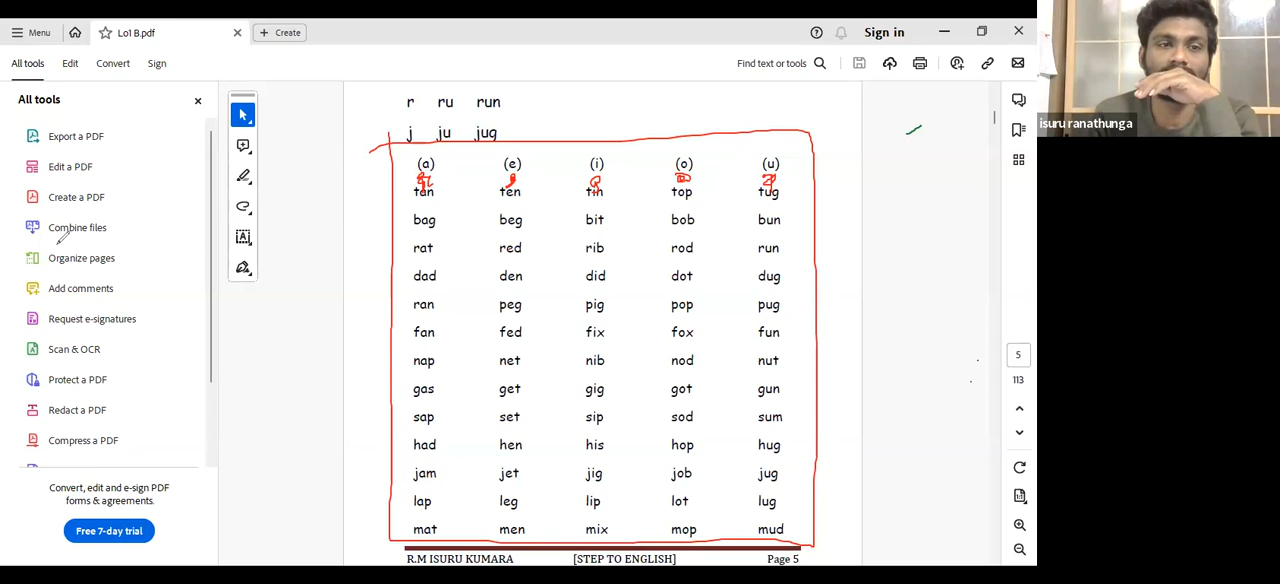 Menu Lo1 B.pdf Create Sign in
All tools Edit Convert Sign Find text or tools
All tools
Export a PDF
Edit a PDF
Create a PDF
Combine files
Organize pages
Add comments
Request e-signatures
Scan & OCR
Protect a PDF
Redact a PDF
Compress a PDF
Convert, edit and e-sign PDF
forms & agreements.
Free 7-day trial
r ru run
j ju jug
(a) (e) (i) (o) (u)
tan ten tin top tug
bag beg bit bob bun
rat red rib rod run
dad den did dot dug
ran peg pig pop pug
fan fed fix fox fun
nap net nib nod nut
gas get gig got gun
sap set sip sod sum
had hen his hop hug
jam jet jig job jug
lap leg lip lot lug
mat men mix mop mud
R.M ISURU KUMARA [STEP TO ENGLISH] Page 5
5
113
isuru ranathunga